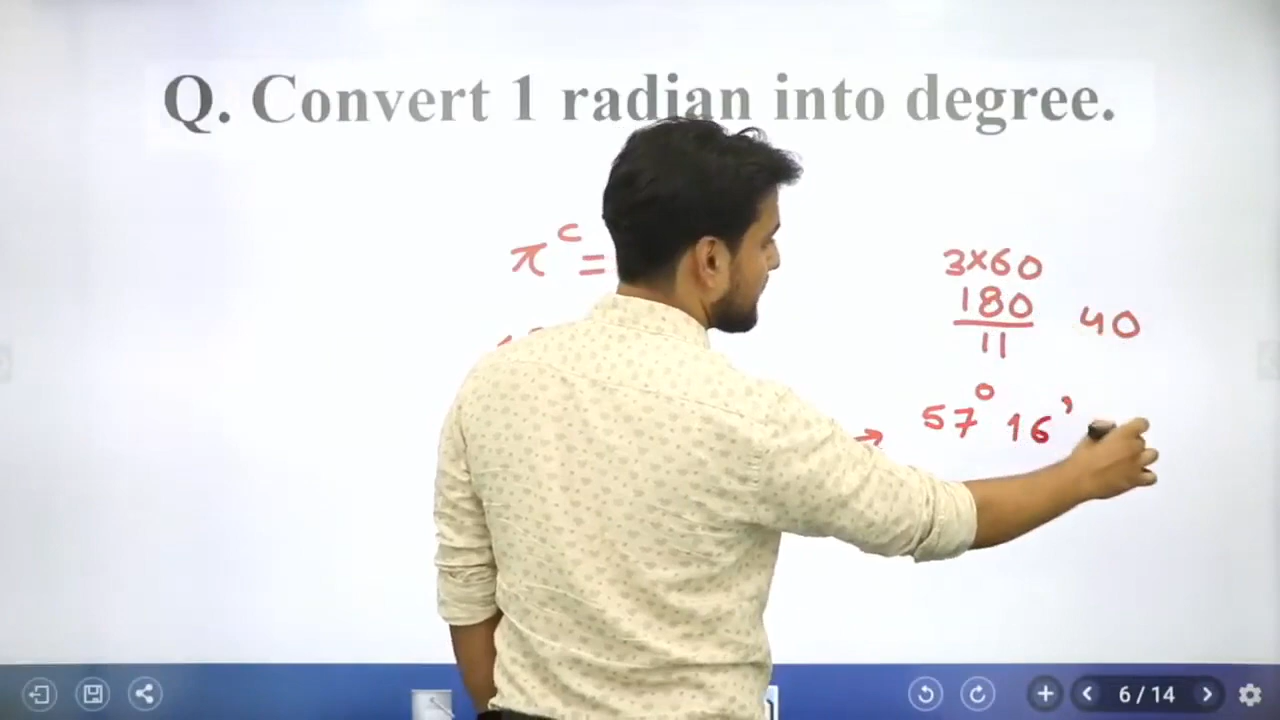 Q. Convert 1 radian into degree.
π^c =
3×60
180
11
40
→ 57° 16'
6 / 14